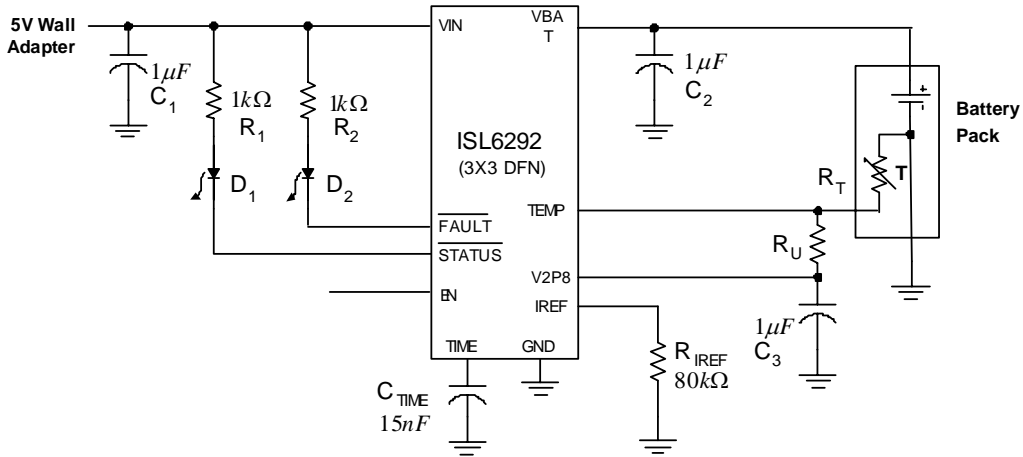 5V Wall
Adapter
VIN
VBA
T
1μF
C1
1kΩ
R1
1kΩ
R2
1μF
C2
ISL6292
(3X3 DFN)
Battery
Pack
+
-
D1
D2
RT
T
TEMP
FAULT
RU
STATUS
V2P8
EN
IREF
1μF
C3
TIME
GND
RIREF
80kΩ
CTIME
15nF